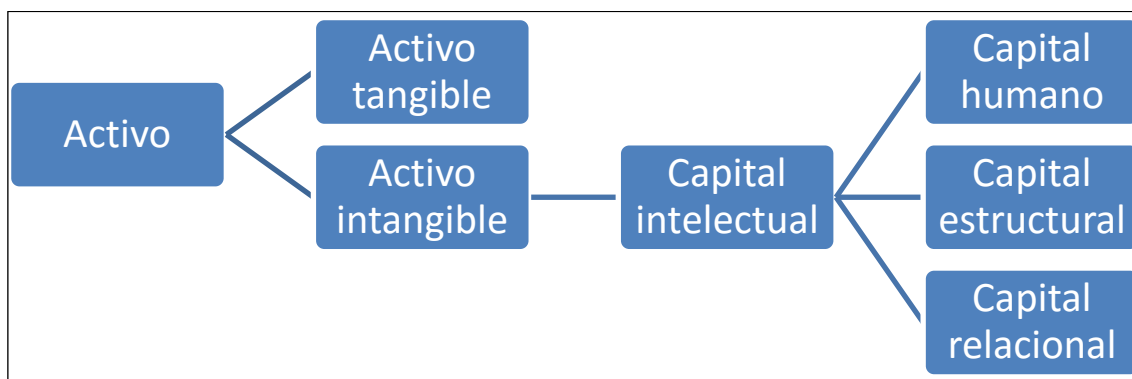 Activo
Activo
tangible
Activo
intangible
Capital
intelectual
Capital
humano
Capital
estructural
Capital
relacional